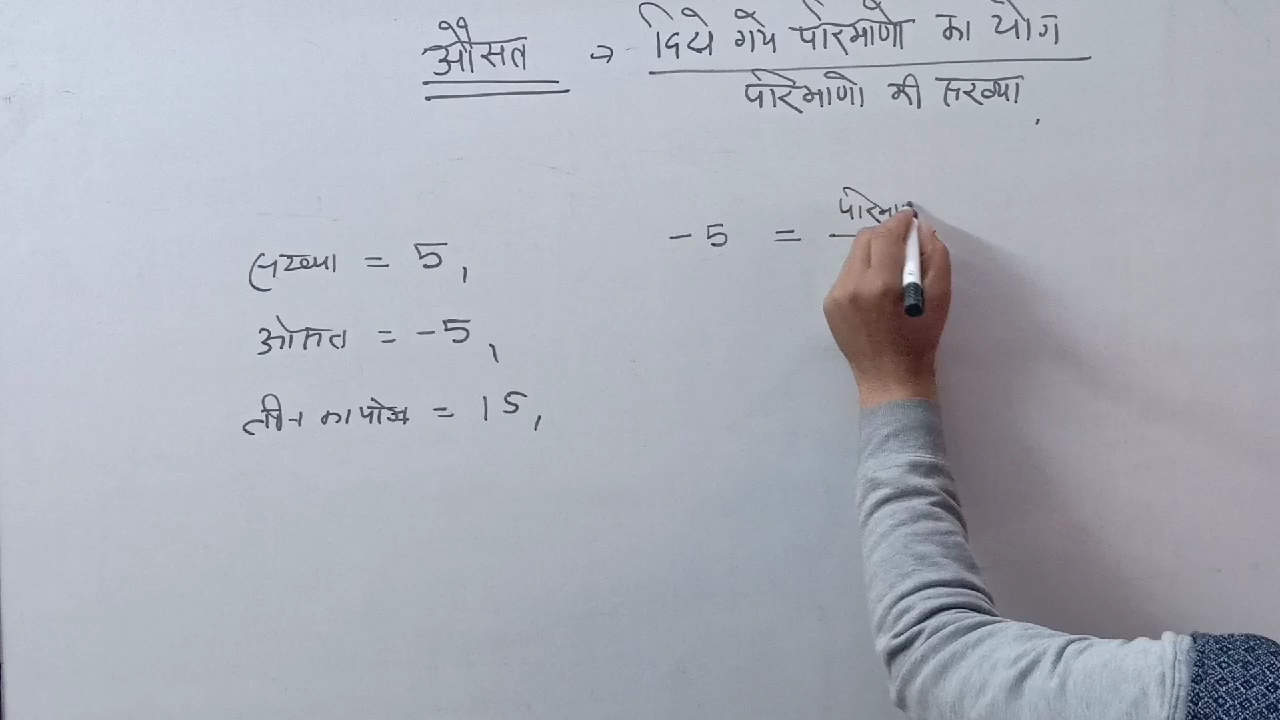 औसत → दिये गये परिमाणो का योग
परिमाणो की संख्या
संख्या = 5,
औसत = -5,
तीन का योग = 15,
-5 = परिमा